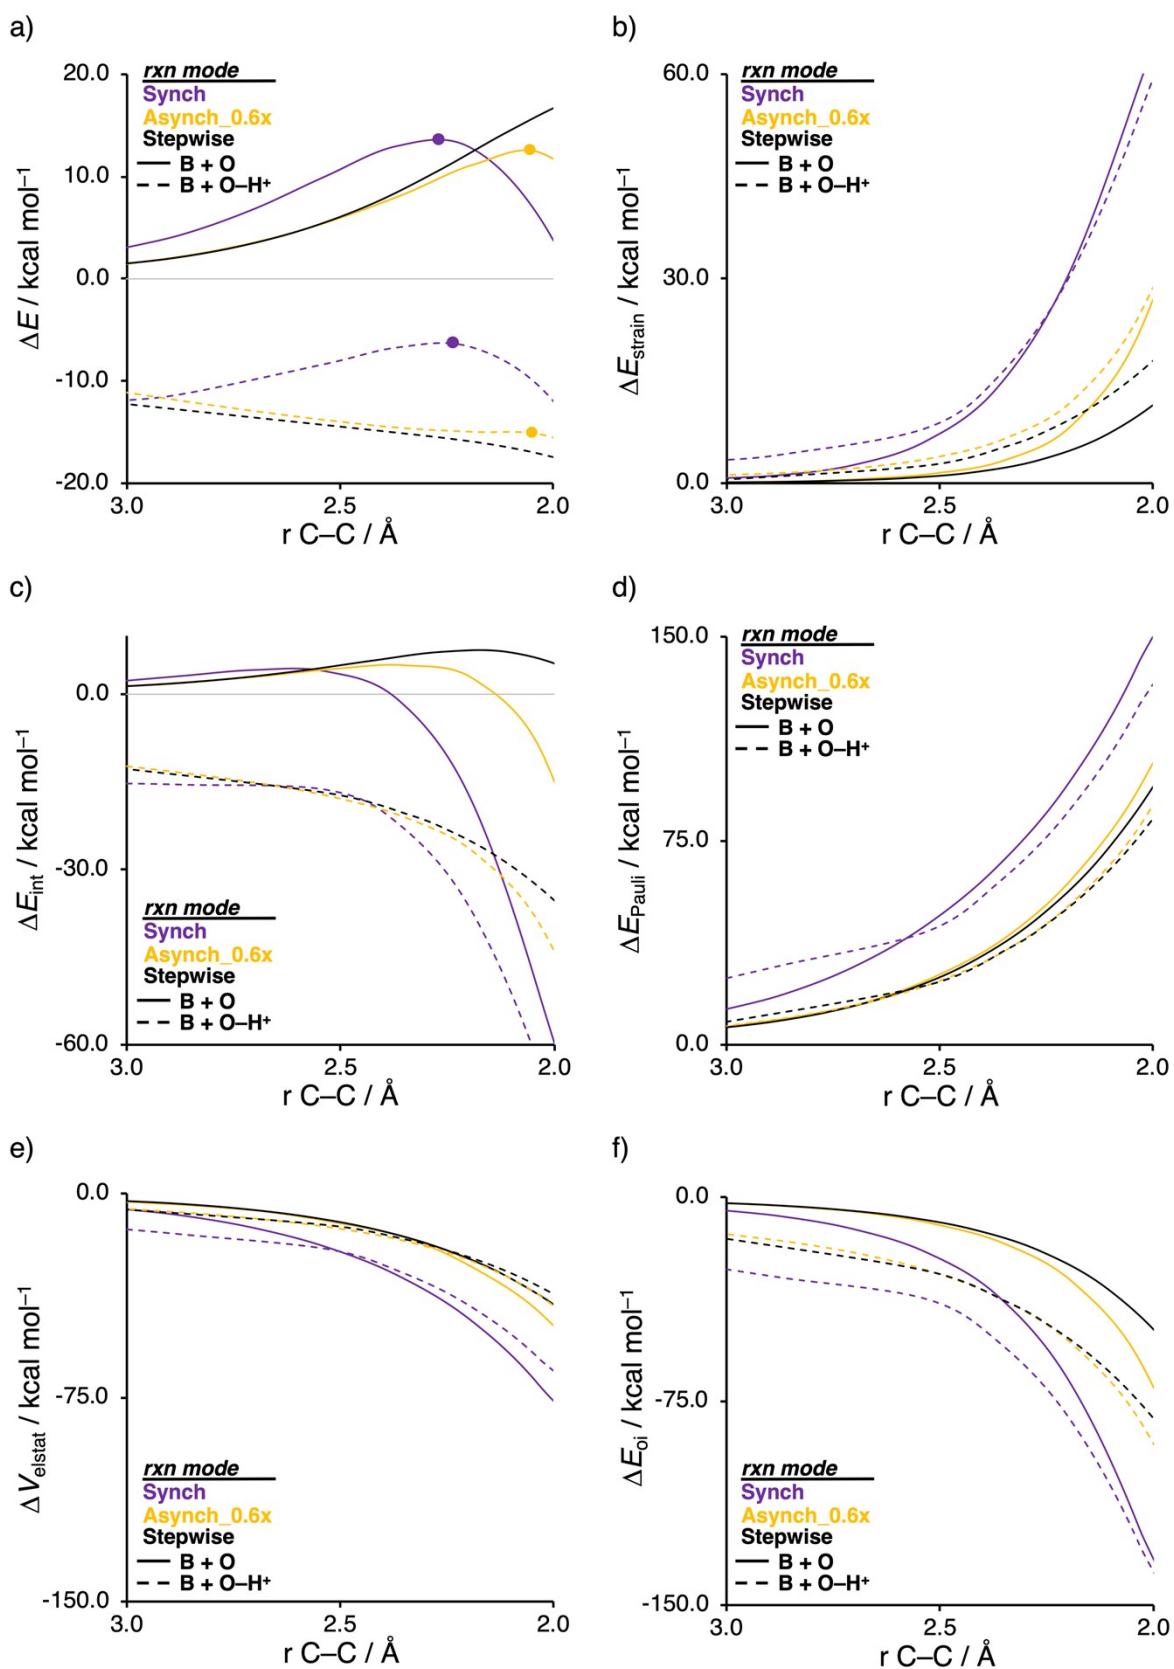 a)
20.0
10.0
0.0
-10.0
-20.0
ΔE / kcal mol⁻¹
rxn mode
Synch
Asynch_0.6x
Stepwise
B + O
B + O–H⁺
3.0 2.5 2.0
r C–C / Å
b)
60.0
30.0
0.0
ΔE_strain / kcal mol⁻¹
rxn mode
Synch
Asynch_0.6x
Stepwise
B + O
B + O–H⁺
3.0 2.5 2.0
r C–C / Å
c)
0.0
-30.0
-60.0
ΔE_int / kcal mol⁻¹
rxn mode
Synch
Asynch_0.6x
Stepwise
B + O
B + O–H⁺
3.0 2.5 2.0
r C–C / Å
d)
150.0
75.0
0.0
ΔE_Pauli / kcal mol⁻¹
rxn mode
Synch
Asynch_0.6x
Stepwise
B + O
B + O–H⁺
3.0 2.5 2.0
r C–C / Å
e)
0.0
-75.0
-150.0
ΔV_elstat / kcal mol⁻¹
rxn mode
Synch
Asynch_0.6x
Stepwise
B + O
B + O–H⁺
3.0 2.5 2.0
r C–C / Å
f)
0.0
-75.0
-150.0
ΔE_oi / kcal mol⁻¹
rxn mode
Synch
Asynch_0.6x
Stepwise
B + O
B + O–H⁺
3.0 2.5 2.0
r C–C / Å